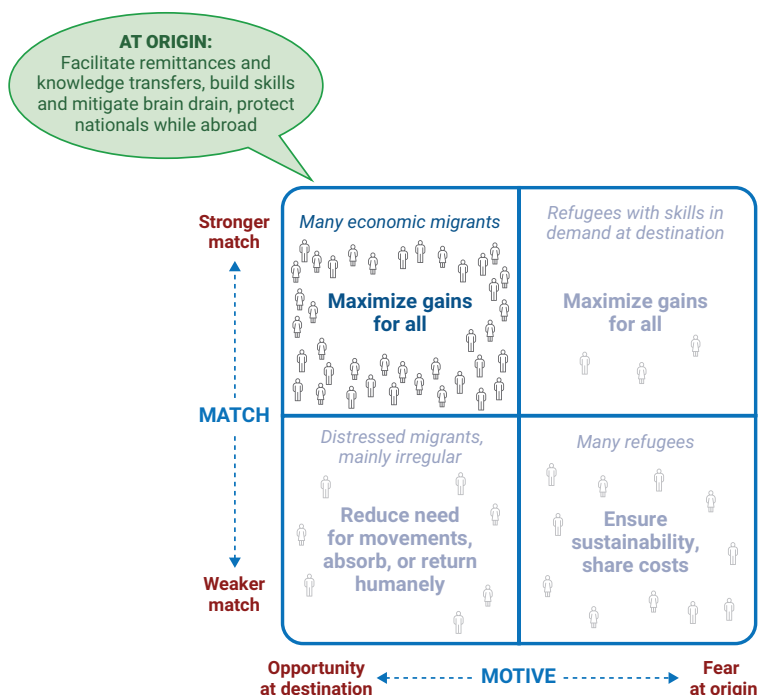 AT ORIGIN:
Facilitate remittances and
knowledge transfers, build skills
and mitigate brain drain, protect
nationals while abroad
Stronger
match
Many economic migrants
Maximize gains
for all
Refugees with skills in
demand at destination
Maximize gains
for all
MATCH
Distressed migrants,
mainly irregular
Reduce need
for movements,
absorb, or return
humanely
Many refugees
Ensure
sustainability,
share costs
Weaker
match
Opportunity
at destination
MOTIVE
Fear
at origin